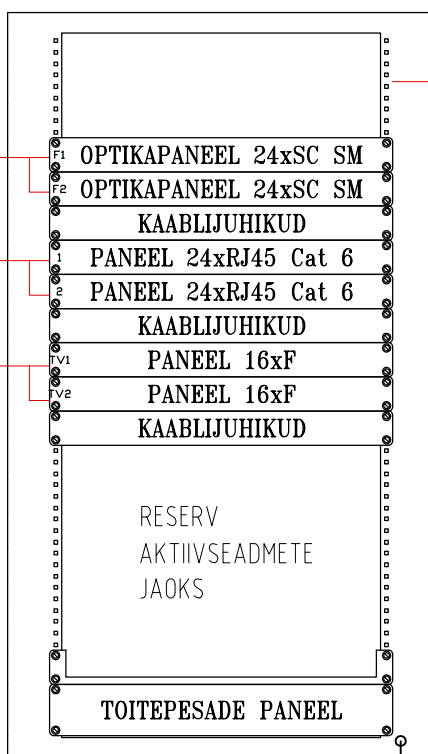 F1 OPTIKAPANEEL 24xSC SM
F2 OPTIKAPANEEL 24xSC SM
KAABLIJUHIKUD
1 PANEEL 24xRJ45 Cat 6
2 PANEEL 24xRJ45 Cat 6
KAABLIJUHIKUD
TV1 PANEEL 16xF
TV2 PANEEL 16xF
KAABLIJUHIKUD
RESERV
AKTIIVSEADMETE
JAOKS
TOITEPESADE PANEEL